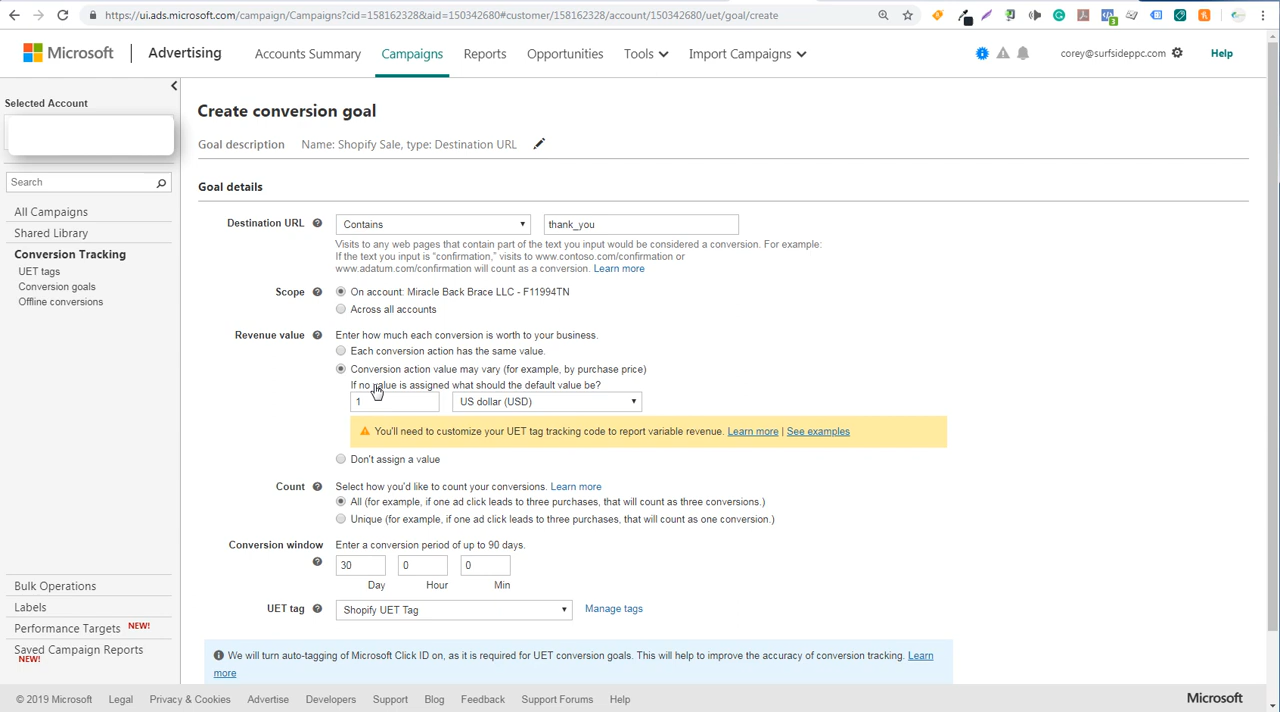 https://ui.ads.microsoft.com/campaign/Campaigns?cid=158162328&aid=150342680#customer/158162328/account/150342680/uet/goal/create
3
Microsoft | Advertising Accounts Summary Campaigns Reports Opportunities Tools Import Campaigns corey@surfsideppc.com Help
Selected Account
Search
All Campaigns
Shared Library
Conversion Tracking
UET tags
Conversion goals
Offline conversions
Bulk Operations
Labels
Performance Targets NEW!
Saved Campaign Reports
NEW!
Create conversion goal
Goal description Name: Shopify Sale, type: Destination URL
Goal details
Destination URL Contains thank_you
Visits to any web pages that contain part of the text you input would be considered a conversion. For example:
If the text you input is "confirmation," visits to www.contoso.com/confirmation or
www.adatum.com/confirmation will count as a conversion. Learn more
Scope On account: Miracle Back Brace LLC - F11994TN
Across all accounts
Revenue value Enter how much each conversion is worth to your business.
Each conversion action has the same value.
Conversion action value may vary (for example, by purchase price)
If no value is assigned what should the default value be?
1 US dollar (USD)
You'll need to customize your UET tag tracking code to report variable revenue. Learn more | See examples
Don't assign a value
Count Select how you'd like to count your conversions. Learn more
All (for example, if one ad click leads to three purchases, that will count as three conversions.)
Unique (for example, if one ad click leads to three purchases, that will count as one conversion.)
Conversion window Enter a conversion period of up to 90 days.
30 0 0
Day Hour Min
UET tag Shopify UET Tag Manage tags
We will turn auto-tagging of Microsoft Click ID on, as it is required for UET conversion goals. This will help to improve the accuracy of conversion tracking. Learn
more
© 2019 Microsoft Legal Privacy & Cookies Advertise Developers Support Blog Feedback Support Forums Help Microsoft